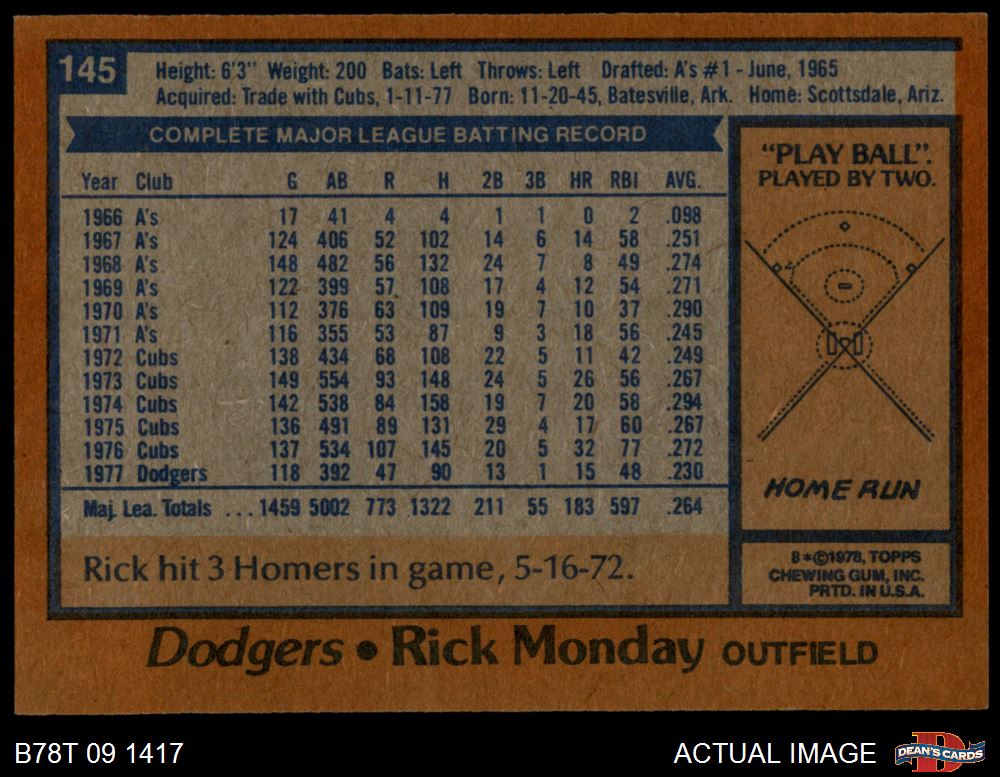 145
Height: 6'3" Weight: 200 Bats: Left Throws: Left Drafted: A's #1 - June, 1965
Acquired: Trade with Cubs, 1-11-77 Born: 11-20-45, Batesville, Ark. Home: Scottsdale, Ariz.
COMPLETE MAJOR LEAGUE BATTING RECORD
Year Club G AB R H 2B 3B HR RBI AVG.
1966 A's 17 41 4 4 1 1 0 2 .098
1967 A's 124 406 52 102 14 6 14 58 .251
1968 A's 148 482 56 132 24 7 8 49 .274
1969 A's 122 399 57 108 17 4 12 54 .271
1970 A's 112 376 63 109 19 7 10 37 .290
1971 A's 116 355 53 87 9 3 18 56 .245
1972 Cubs 138 434 68 108 22 5 11 42 .249
1973 Cubs 149 554 93 148 24 5 26 56 .267
1974 Cubs 142 538 84 158 19 7 20 58 .294
1975 Cubs 136 491 89 131 29 4 17 60 .267
1976 Cubs 137 534 107 145 20 5 32 77 .272
1977 Dodgers 118 392 47 90 13 1 15 48 .230
Maj. Lea. Totals ... 1459 5002 773 1322 211 55 183 597 .264
Rick hit 3 Homers in game, 5-16-72.
"PLAY BALL".
PLAYED BY TWO.
HOME RUN
B*©1978, TOPPS
CHEWING GUM, INC.
PRTD. IN U.S.A.
Dodgers • Rick Monday OUTFIELD
B78T 09 1417
ACTUAL IMAGE
DEAN'S CARDS